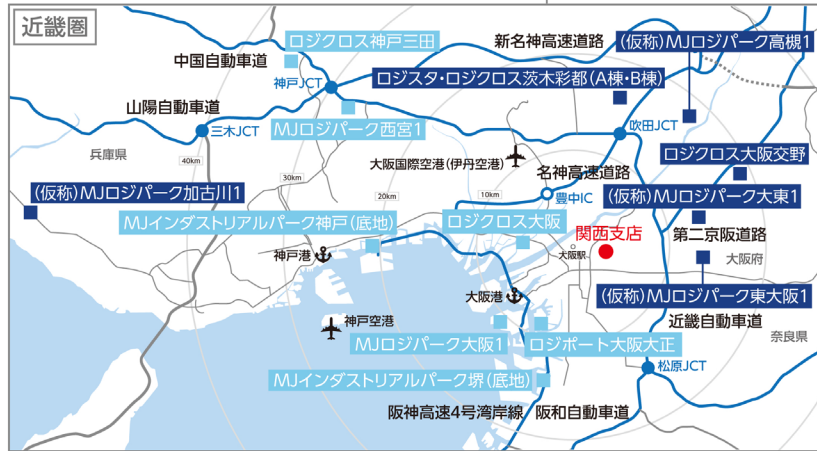 近畿圏
ロジクロス神戸三田
新名神高速道路
(仮称)MJロジパーク高槻1
中国自動車道
神戸JCT
ロジスタ・ロジクロス茨木彩都(A棟・B棟)
山陽自動車道
MJロジパーク西宮1
三木JCT
吹田JCT
兵庫県
40km
大阪国際空港(伊丹空港)
名神高速道路
ロジクロス大阪交野
30km
20km
10km
豊中IC
(仮称)MJロジパーク加古川1
(仮称)MJロジパーク大東1
MJインダストリアルパーク神戸(底地)
ロジクロス大阪
関西支店
第二京阪道路
神戸港
大阪駅
大阪府
大阪港
(仮称)MJロジパーク東大阪1
神戸空港
近畿自動車道
MJロジパーク大阪1
ロジポート大阪大正
奈良県
松原JCT
MJインダストリアルパーク堺(底地)
阪神高速4号湾岸線
阪和自動車道